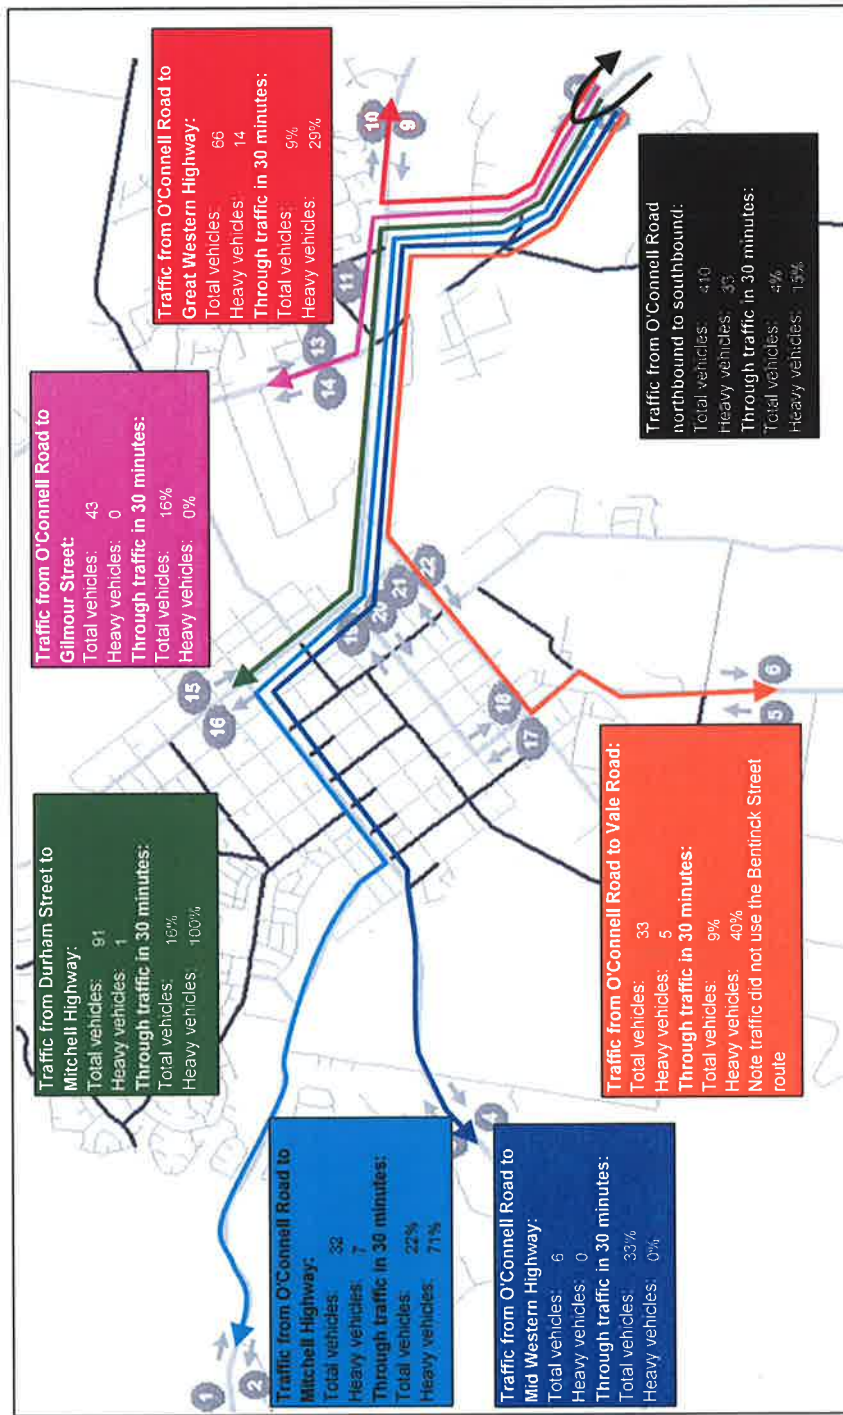 Traffic from O'Connell Road to
Great Western Highway:
Total vehicles: 66
Heavy vehicles: 14
Through traffic in 30 minutes:
Total vehicles: 9%
Heavy vehicles: 29%
Traffic from O'Connell Road to
Gilmour Street:
Total vehicles: 43
Heavy vehicles: 0
Through traffic in 30 minutes:
Total vehicles: 16%
Heavy vehicles: 0%
Traffic from Durham Street to
Mitchell Highway:
Total vehicles: 91
Heavy vehicles: 1
Through traffic in 30 minutes:
Total vehicles: 16%
Heavy vehicles: 100%
Traffic from O'Connell Road to
Mitchell Highway:
Total vehicles: 32
Heavy vehicles: 7
Through traffic in 30 minutes:
Total vehicles: 22%
Heavy vehicles: 71%
Traffic from O'Connell Road to
Mid Western Highway:
Total vehicles: 6
Heavy vehicles: 0
Through traffic in 30 minutes:
Total vehicles: 33%
Heavy vehicles: 0%
Traffic from O'Connell Road to Vale Road:
Total vehicles: 33
Heavy vehicles: 5
Through traffic in 30 minutes:
Total vehicles: 9%
Heavy vehicles: 40%
Note traffic did not use the Bentinck Street
route
Traffic from O'Connell Road
northbound to southbound:
Total vehicles: 410
Heavy vehicles: 33
Through traffic in 30 minutes:
Total vehicles: 4%
Heavy vehicles: 15%
1
2
5
6
9
10
11
13
14
15
16
17
18
19
20
21
22